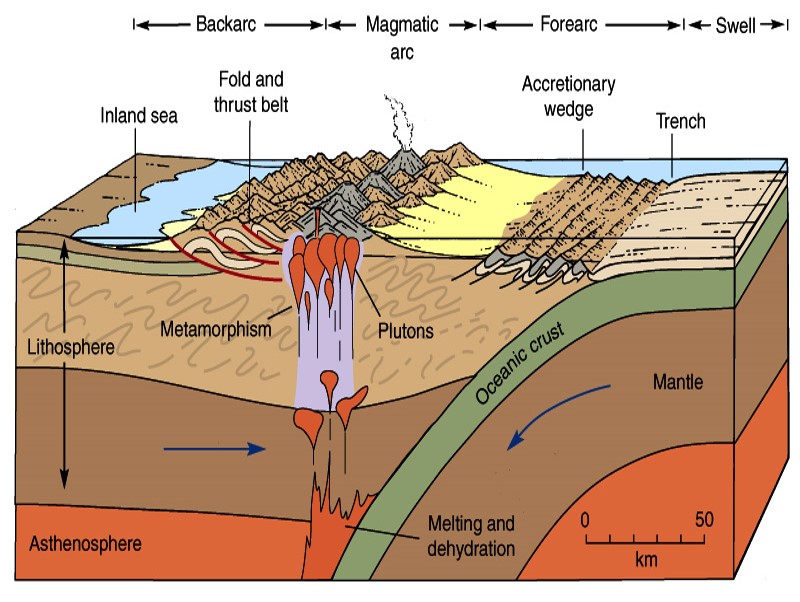 Backarc
Magmatic
arc
Forearc
Swell
Fold and
thrust belt
Accretionary
wedge
Inland sea
Trench
Metamorphism
Plutons
Lithosphere
Oceanic crust
Mantle
Melting and
dehydration
0 50
km
Asthenosphere